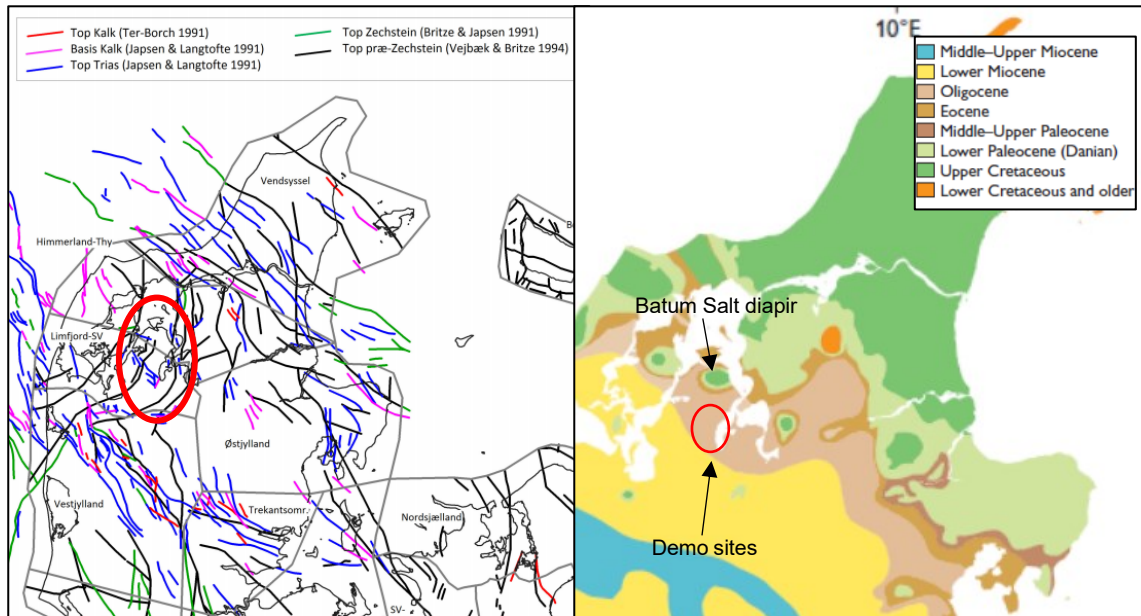 Top Kalk (Ter-Borch 1991)
Basis Kalk (Japsen & Langtofte 1991)
Top Trias (Japsen & Langtofte 1991)
Top Zechstein (Britze & Japsen 1991)
Top præ-Zechstein (Vejbæk & Britze 1994)
Vendsyssel
Himmerland-Thy
Limfjord-SV
Østjylland
Vestjylland
Trekantsomr.
Nordsjælland
SV-
10°E
Middle–Upper Miocene
Lower Miocene
Oligocene
Eocene
Middle–Upper Paleocene
Lower Paleocene (Danian)
Upper Cretaceous
Lower Cretaceous and older
Batum Salt diapir
Demo sites